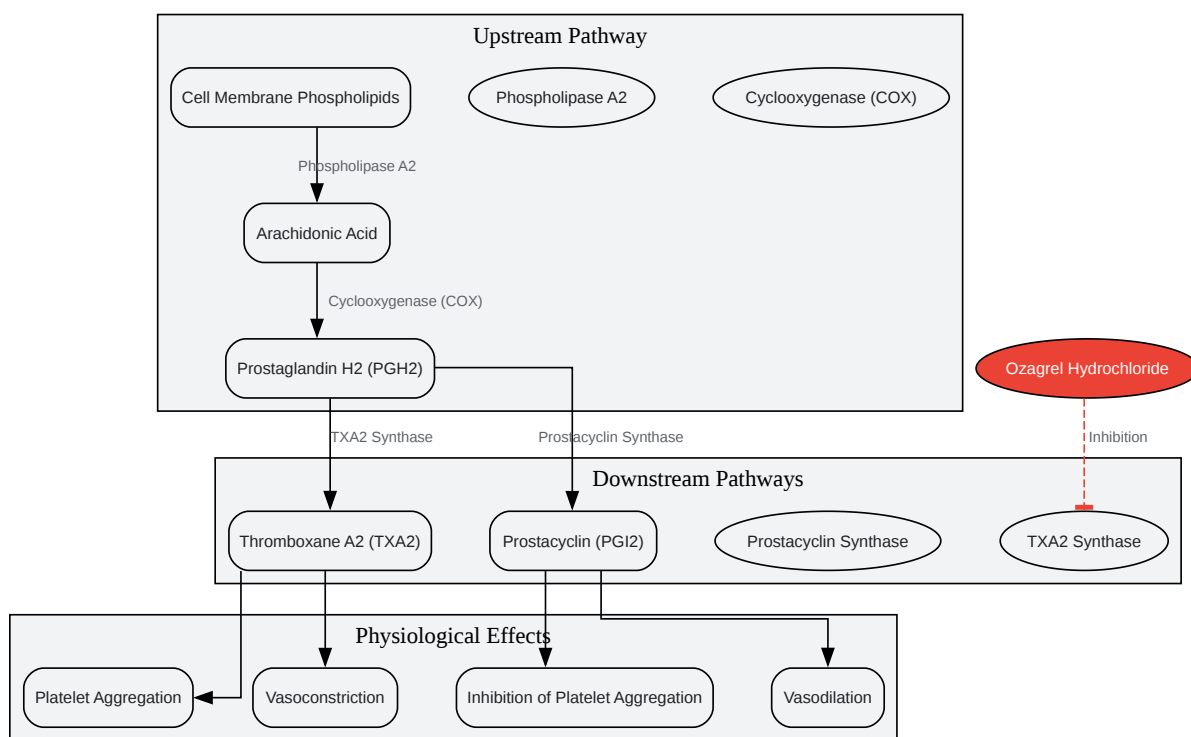 Upstream Pathway
Cell Membrane Phospholipids
Phospholipase A2
Cyclooxygenase (COX)
Phospholipase A2
Arachidonic Acid
Cyclooxygenase (COX)
Prostaglandin H2 (PGH2)
Ozagrel Hydrochloride
TXA2 Synthase
Prostacyclin Synthase
Inhibition
Downstream Pathways
Thromboxane A2 (TXA2)
Prostacyclin (PGI2)
Prostacyclin Synthase
TXA2 Synthase
Physiological Effects
Platelet Aggregation
Vasoconstriction
Inhibition of Platelet Aggregation
Vasodilation